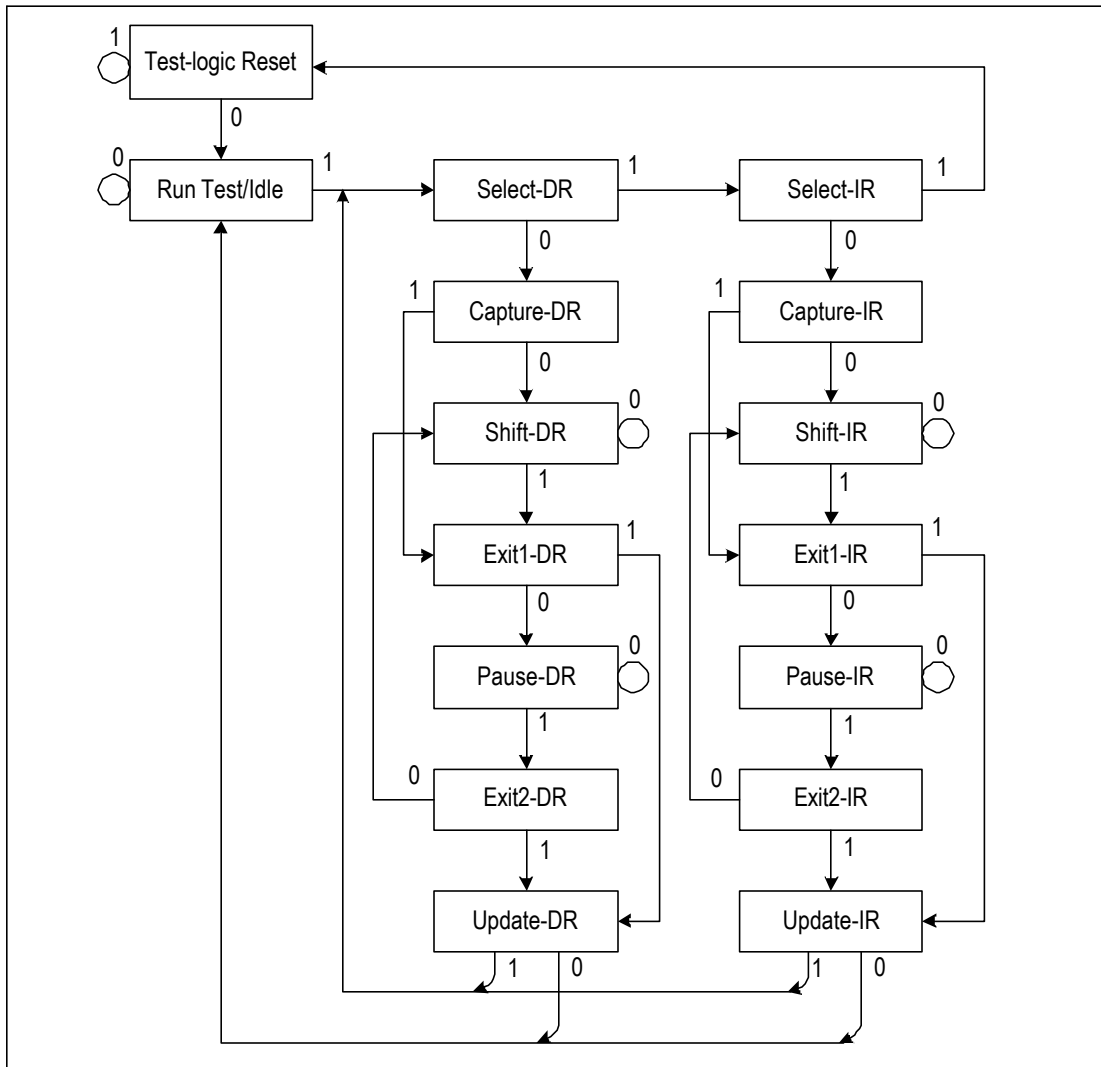 1
Test-logic Reset
0
0
Run Test/Idle
1
Select-DR
1
Select-IR
1
0
0
1
Capture-DR
1
Capture-IR
0
0
Shift-DR
0
Shift-IR
0
1
1
Exit1-DR
1
Exit1-IR
1
0
0
Pause-DR
0
Pause-IR
0
1
1
0
Exit2-DR
0
Exit2-IR
1
1
Update-DR
Update-IR
1
0
1
0